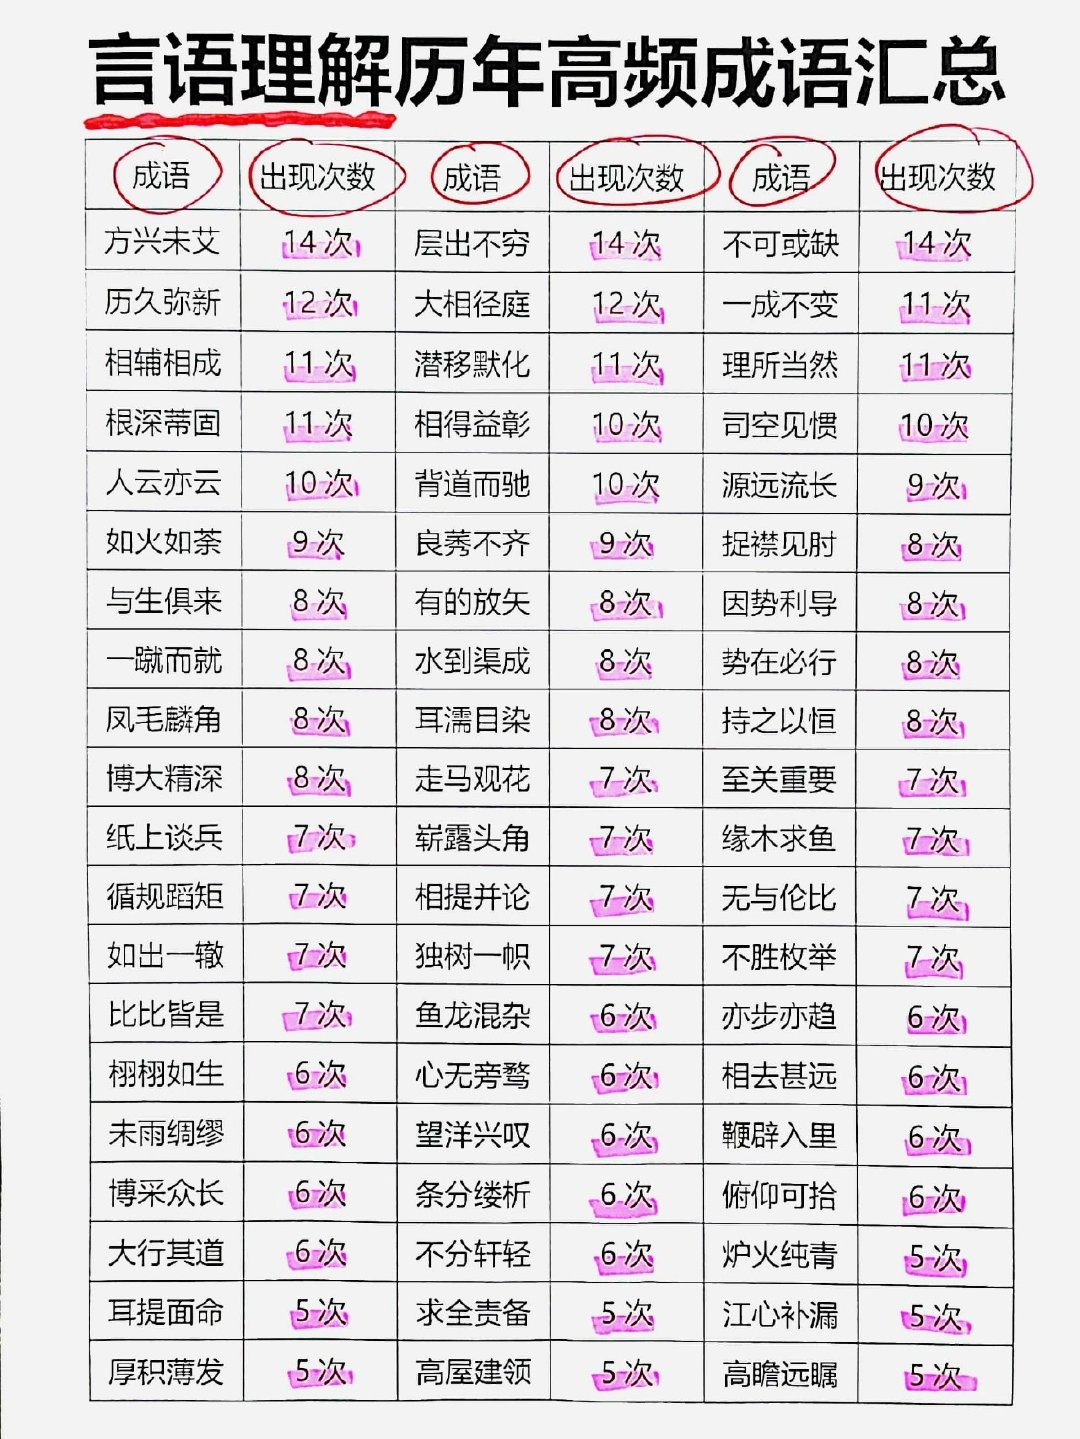 言语理解历年高频成语汇总
成语 出现次数 成语 出现次数 成语 出现次数
方兴未艾 14次 层出不穷 14次 不可或缺 14次
历久弥新 12次 大相径庭 12次 一成不变 11次
相辅相成 11次 潜移默化 11次 理所当然 11次
根深蒂固 11次 相得益彰 10次 司空见惯 10次
人云亦云 10次 背道而驰 10次 源远流长 9次
如火如荼 9次 良莠不齐 9次 捉襟见肘 8次
与生俱来 8次 有的放矢 8次 因势利导 8次
一蹴而就 8次 水到渠成 8次 势在必行 8次
凤毛麟角 8次 耳濡目染 8次 持之以恒 8次
博大精深 8次 走马观花 7次 至关重要 7次
纸上谈兵 7次 崭露头角 7次 缘木求鱼 7次
循规蹈矩 7次 相提并论 7次 无与伦比 7次
如出一辙 7次 独树一帜 7次 不胜枚举 7次
比比皆是 7次 鱼龙混杂 6次 亦步亦趋 6次
栩栩如生 6次 心无旁骛 6次 相去甚远 6次
未雨绸缪 6次 望洋兴叹 6次 鞭辟入里 6次
博采众长 6次 条分缕析 6次 俯仰可拾 6次
大行其道 6次 不分轩轾 6次 炉火纯青 5次
耳提面命 5次 求全责备 5次 江心补漏 5次
厚积薄发 5次 高屋建瓴 5次 高瞻远瞩 5次